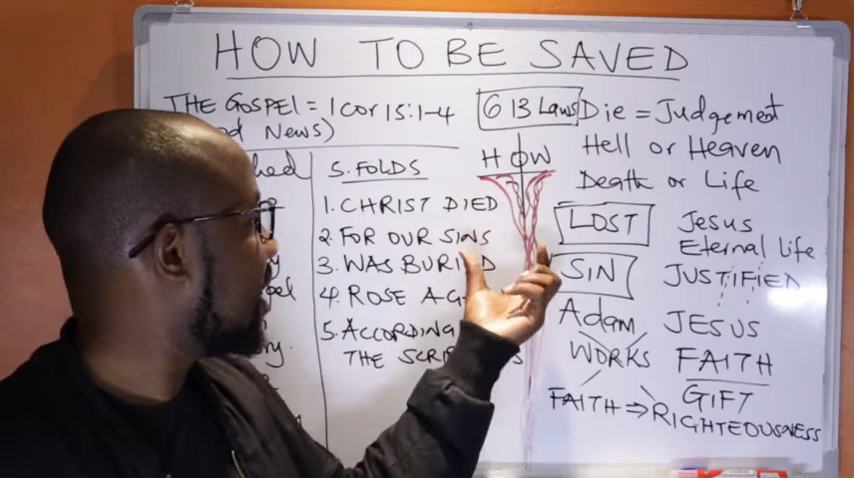 HOW TO BE SAVED
THE GOSPEL = 1 Cor 15:1-4
News)
5. FOLDS
1. CHRIST DIED
2. FOR OUR SINS
3. WAS BURIED
4. ROSE
5. ACCORDING
THE
613 Laws
HOW
Die = Judgement
Hell or Heaven
Death or Life
LOST Jesus
Eternal Life
SIN JUSTIFIED
Adam JESUS
WORKS FAITH
GIFT
FAITH ⇒ RIGHTEOUSNESS